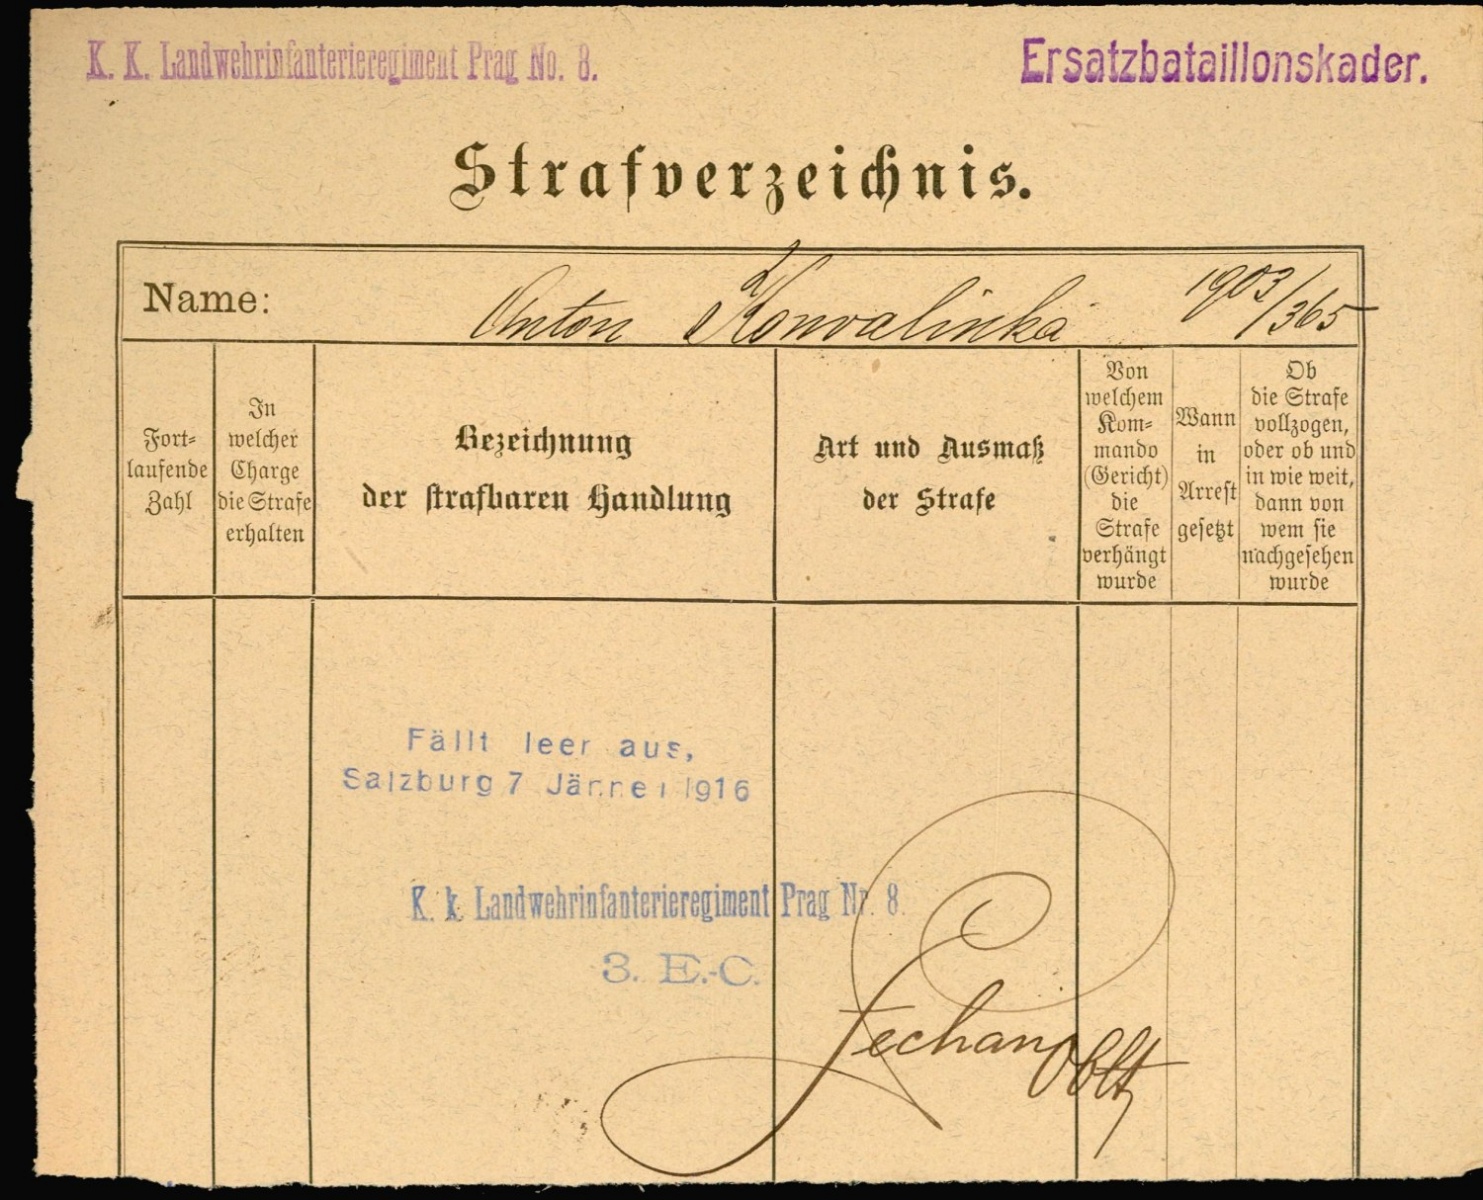 K. K. Landwehrinfanterieregiment Prag No. 8.
Ersatzbataillonskader.
Strafverzeichnis.
Name: Anton Konvalinka 1903/365
Fort-
laufende
Zahl
In
welcher
Charge
die Strafe
erhalten
Bezeichnung
der strafbaren Handlung
Art und Ausmaß
der Strafe
Von
welchem
Kom-
mando
(Gericht)
die
Strafe
verhängt
wurde
Wann
in
Arrest
gesetzt
Ob
die Strafe
vollzogen,
oder ob und
in wie weit,
dann von
wem sie
nachgesehen
wurde
Fällt leer aus,
Salzburg 7 Jänner 1916
K. k. Landwehrinfanterieregiment Prag Nr. 8.
3. E.-C.
Oblt